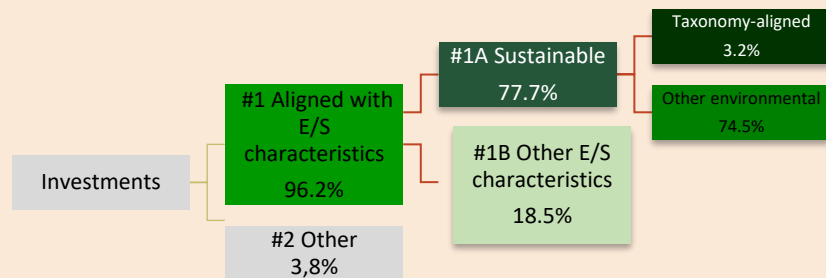 Investments
#1 Aligned with
E/S
characteristics
96.2%
#2 Other
3,8%
#1A Sustainable
77.7%
#1B Other E/S
characteristics
18.5%
Taxonomy-aligned
3.2%
Other environmental
74.5%